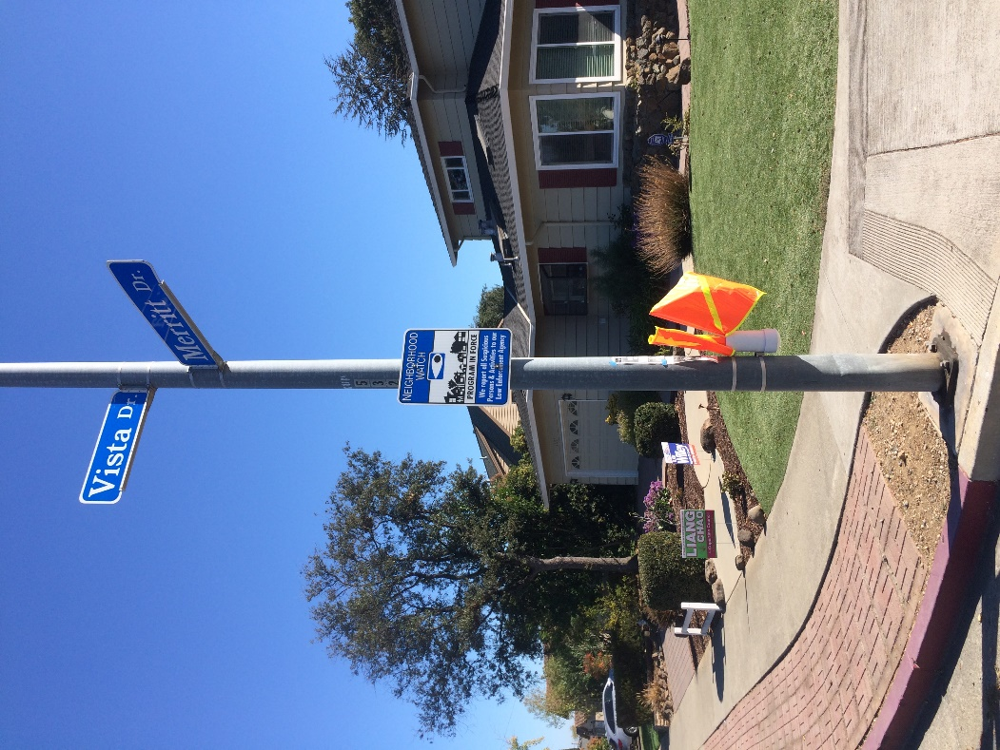 Merritt Dr.
Vista Dr.
NEIGHBORHOOD
WATCH
PROGRAM IN FORCE
We report all Suspicious
Persons & Activities to our
Law Enforcement Agency
LIANG
CHAO